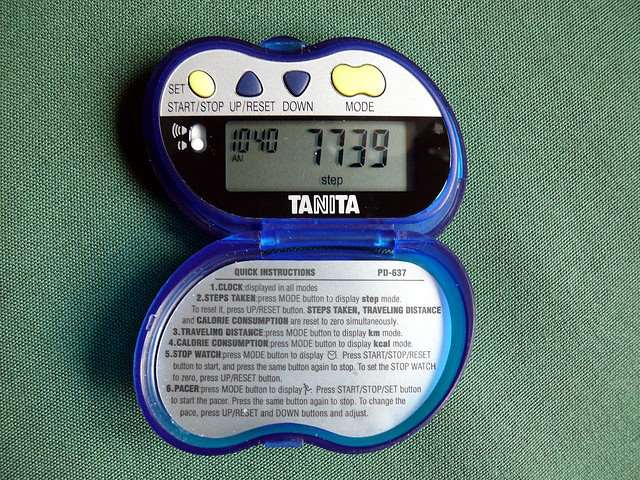 SET
START/STOP UP/RESET DOWN MODE
1040 7739
AM
step
TANITA
QUICK INSTRUCTIONS PD-637
1.CLOCK:displayed in all modes
2.STEPS TAKEN:press MODE button to display step mode.
To reset it, press UP/RESET button. STEPS TAKEN, TRAVELING DISTANCE
and CALORIE CONSUMPTION are reset to zero simultaneously.
3.TRAVELING DISTANCE:press MODE button to display km mode.
4.CALORIE CONSUMPTION:press MODE button to display kcal mode.
5.STOP WATCH:press MODE button to display . Press START/STOP/RESET
button to start, and press the same button again to stop. To set the STOP WATCH
to zero, press UP/RESET button.
6.PACER:press MODE button to display . Press START/STOP/SET button
to start the pacer. Press the same button again to stop. To change the
pace, press UP/RESET and DOWN buttons and adjust.